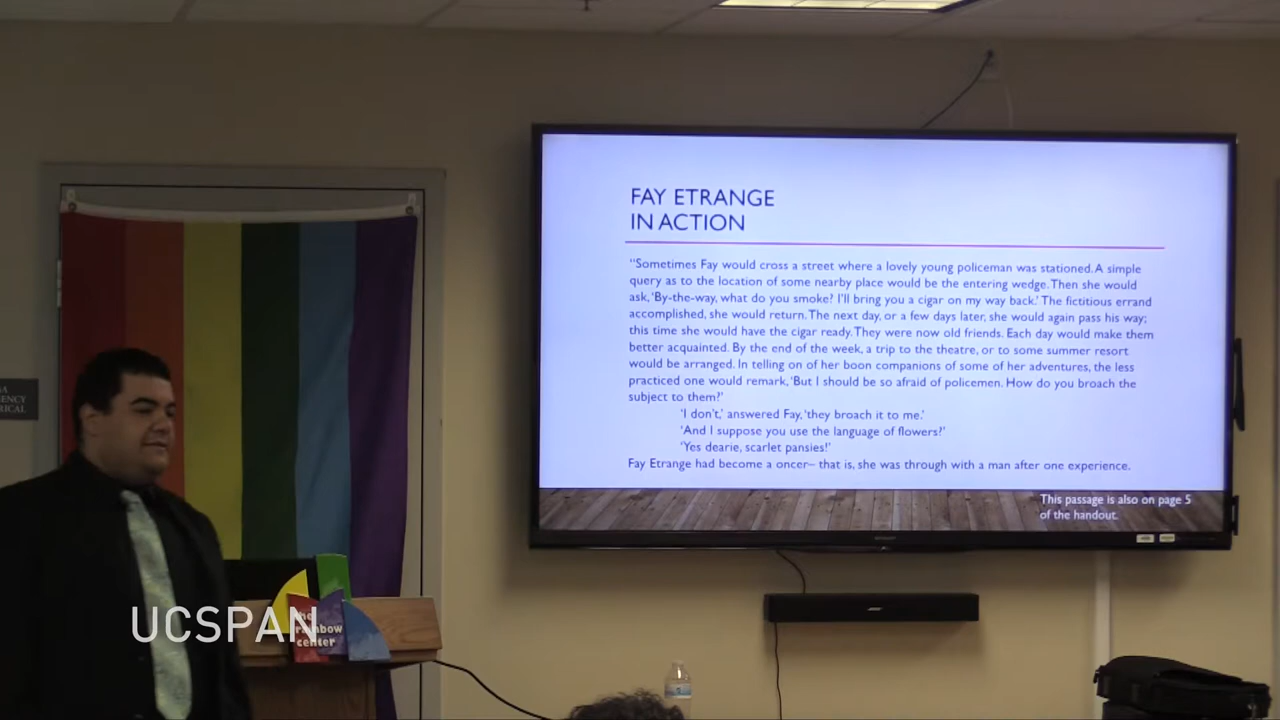 FAY ETRANGE
IN ACTION
"Sometimes Fay would cross a street where a lovely young policeman was stationed. A simple
query as to the location of some nearby place would be the entering wedge. Then she would
ask, 'By-the-way, what do you smoke? I'll bring you a cigar on my way back.' The fictitious errand
accomplished, she would return. The next day, or a few days later, she would again pass his way;
this time she would have the cigar ready. They were now old friends. Each day would make them
better acquainted. By the end of the week, a trip to the theatre, or to some summer resort
would be arranged. In telling on of her boon companions of some of her adventures, the less
practiced one would remark, 'But I should be so afraid of policemen. How do you broach the
subject to them?'
'I don't,' answered Fay, 'they broach it to me.'
'And I suppose you use the language of flowers?'
'Yes dearie, scarlet pansies!'
Fay Etrange had become a oncer– that is, she was through with a man after one experience.
This passage is also on page 5
of the handout.
UCSPAN
the
rainbow
center